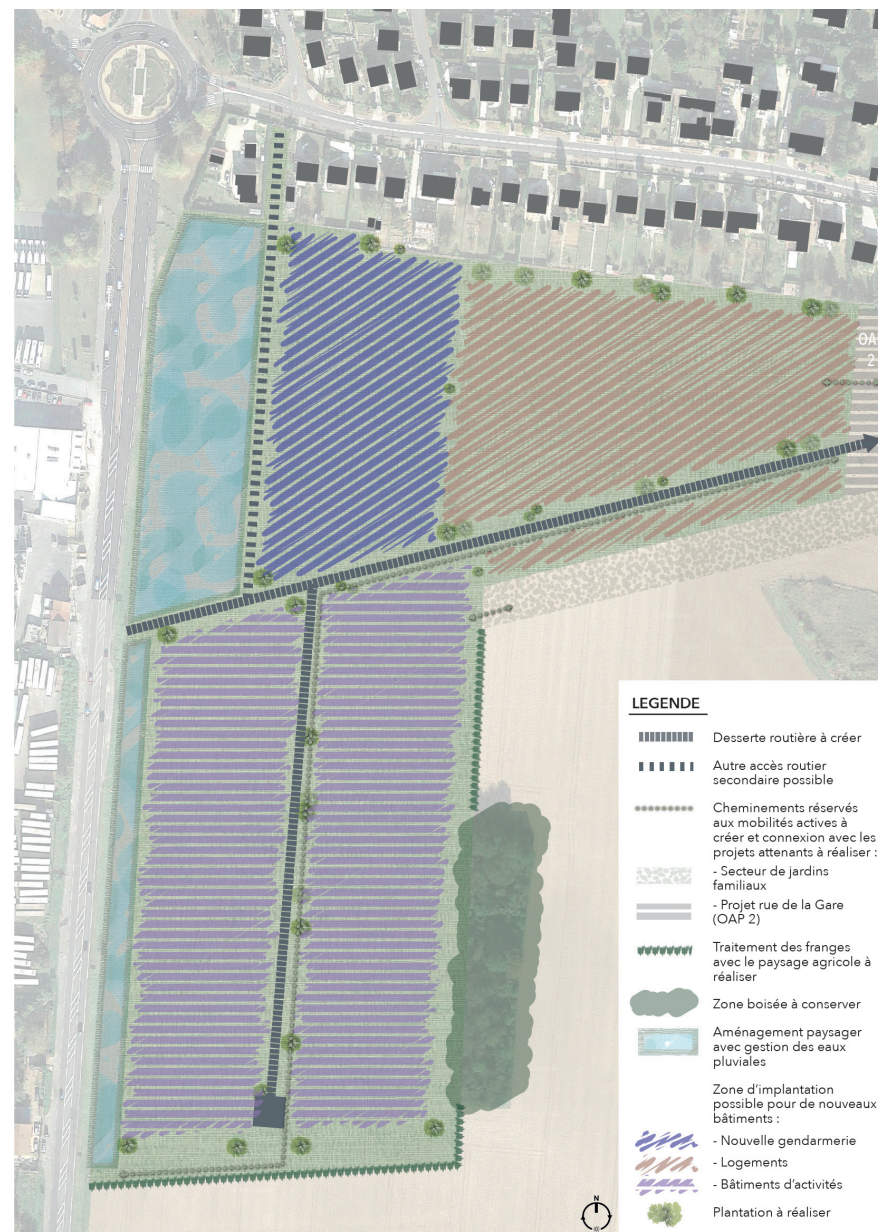 OA
2
LEGENDE
Desserte routière à créer
Autre accès routier
secondaire possible
Cheminements réservés
aux mobilités actives à
créer et connexion avec les
projets attenants à réaliser :
- Secteur de jardins
familiaux
- Projet rue de la Gare
(OAP 2)
Traitement des franges
avec le paysage agricole à
réaliser
Zone boisée à conserver
Aménagement paysager
avec gestion des eaux
pluviales
Zone d'implantation
possible pour de nouveaux
bâtiments :
- Nouvelle gendarmerie
- Logements
- Bâtiments d'activités
Plantation à réaliser
N